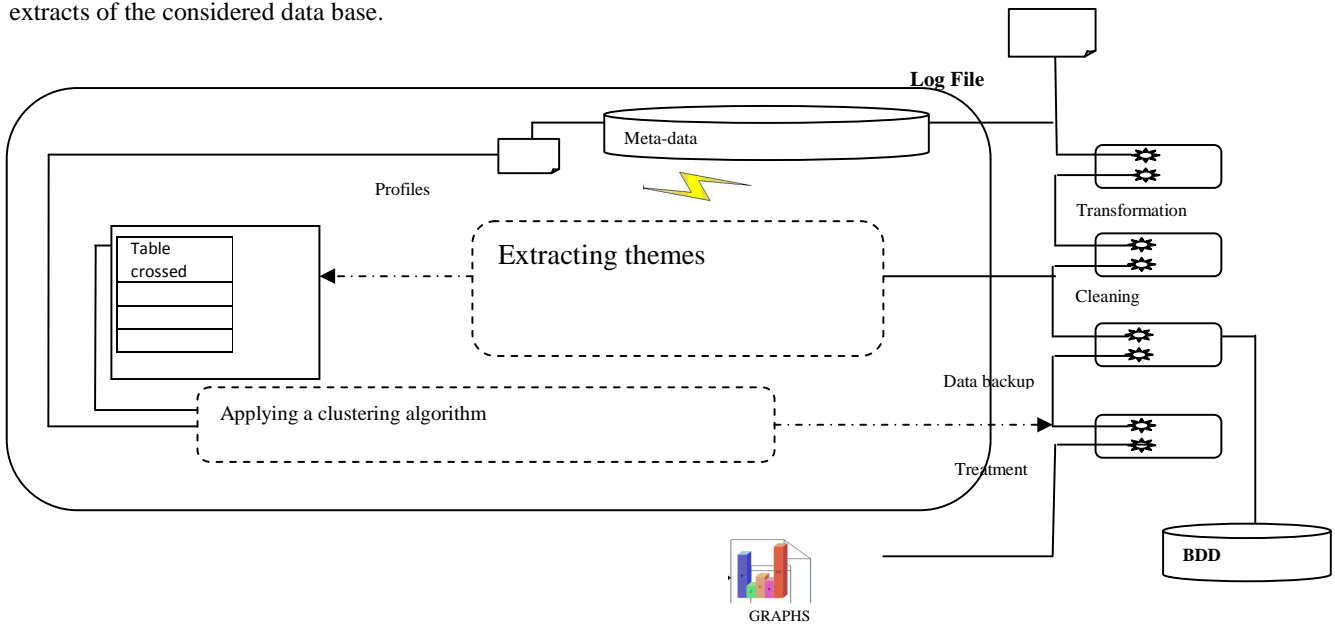 extracts of the considered data base.
Log File
Meta-data
Profiles
Transformation
Table
crossed
Extracting themes
Cleaning
Data backup
Applying a clustering algorithm
Treatment
BDD
GRAPHS